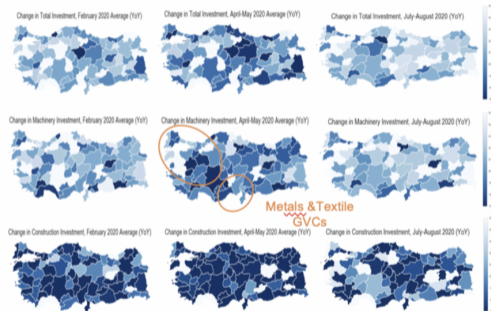 Change in Total Investment, February 2020 Average (YoY)
Change in Total Investment, April-May 2020 Average (YoY)
Change in Total Investment, July-August 2020 (YoY)
Change in Machinery Investment, February 2020 Average (YoY)
Change in Machinery Investment, April-May 2020 Average (YoY)
Change in Machinery Investment, July-August 2020 (YoY)
Metals &Textile
GVCs
Change in Construction Investment, February 2020 Average (YoY)
Change in Construction Investment, April-May 2020 Average (YoY)
Change in Construction Investment, July-August 2020 (YoY)